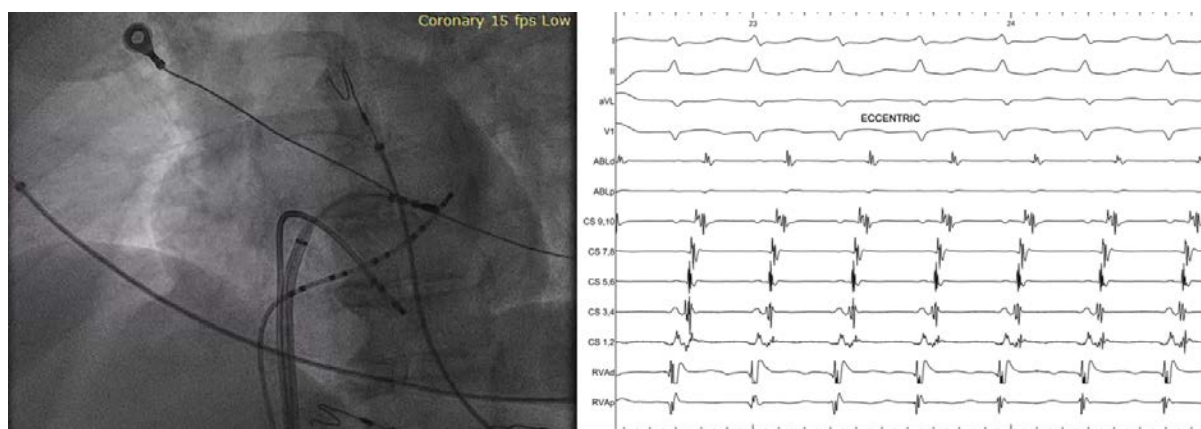 Coronary 15 fps Low
23 24
I
II
aVL
ECCENTRIC
V1
ABLd
ABLp
CS 9,10
CS 7,8
CS 5,6
CS 3,4
CS 1,2
RVAd
RVAp